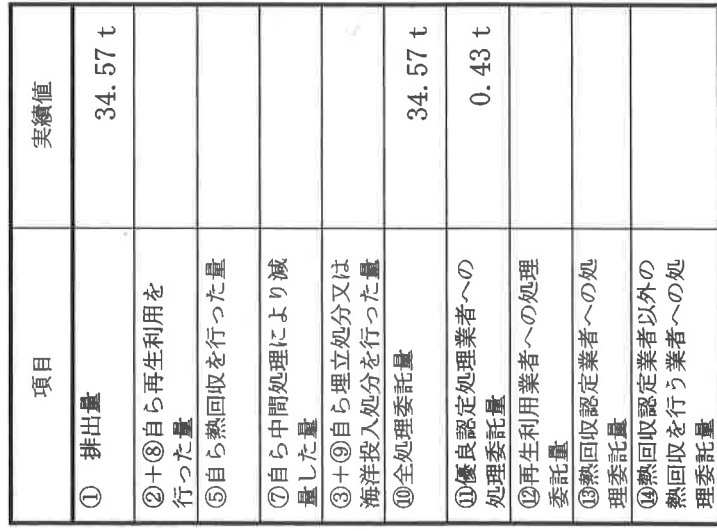 項目
実績値
① 排出量
34.57 t
②+⑧自ら再生利用を
行った量
⑤自ら熱回収を行った量
⑦自ら中間処理により減
量した量
③+⑨自ら埋立処分又は
海洋投入処分を行った量
⑩全処理委託量
34.57 t
⑪優良認定処理業者への
処理委託量
0.43 t
⑫再生利用業者への処理
委託量
⑬熱回収認定業者への処
理委託量
⑭熱回収認定業者以外の
熱回収を行う業者への処
理委託量